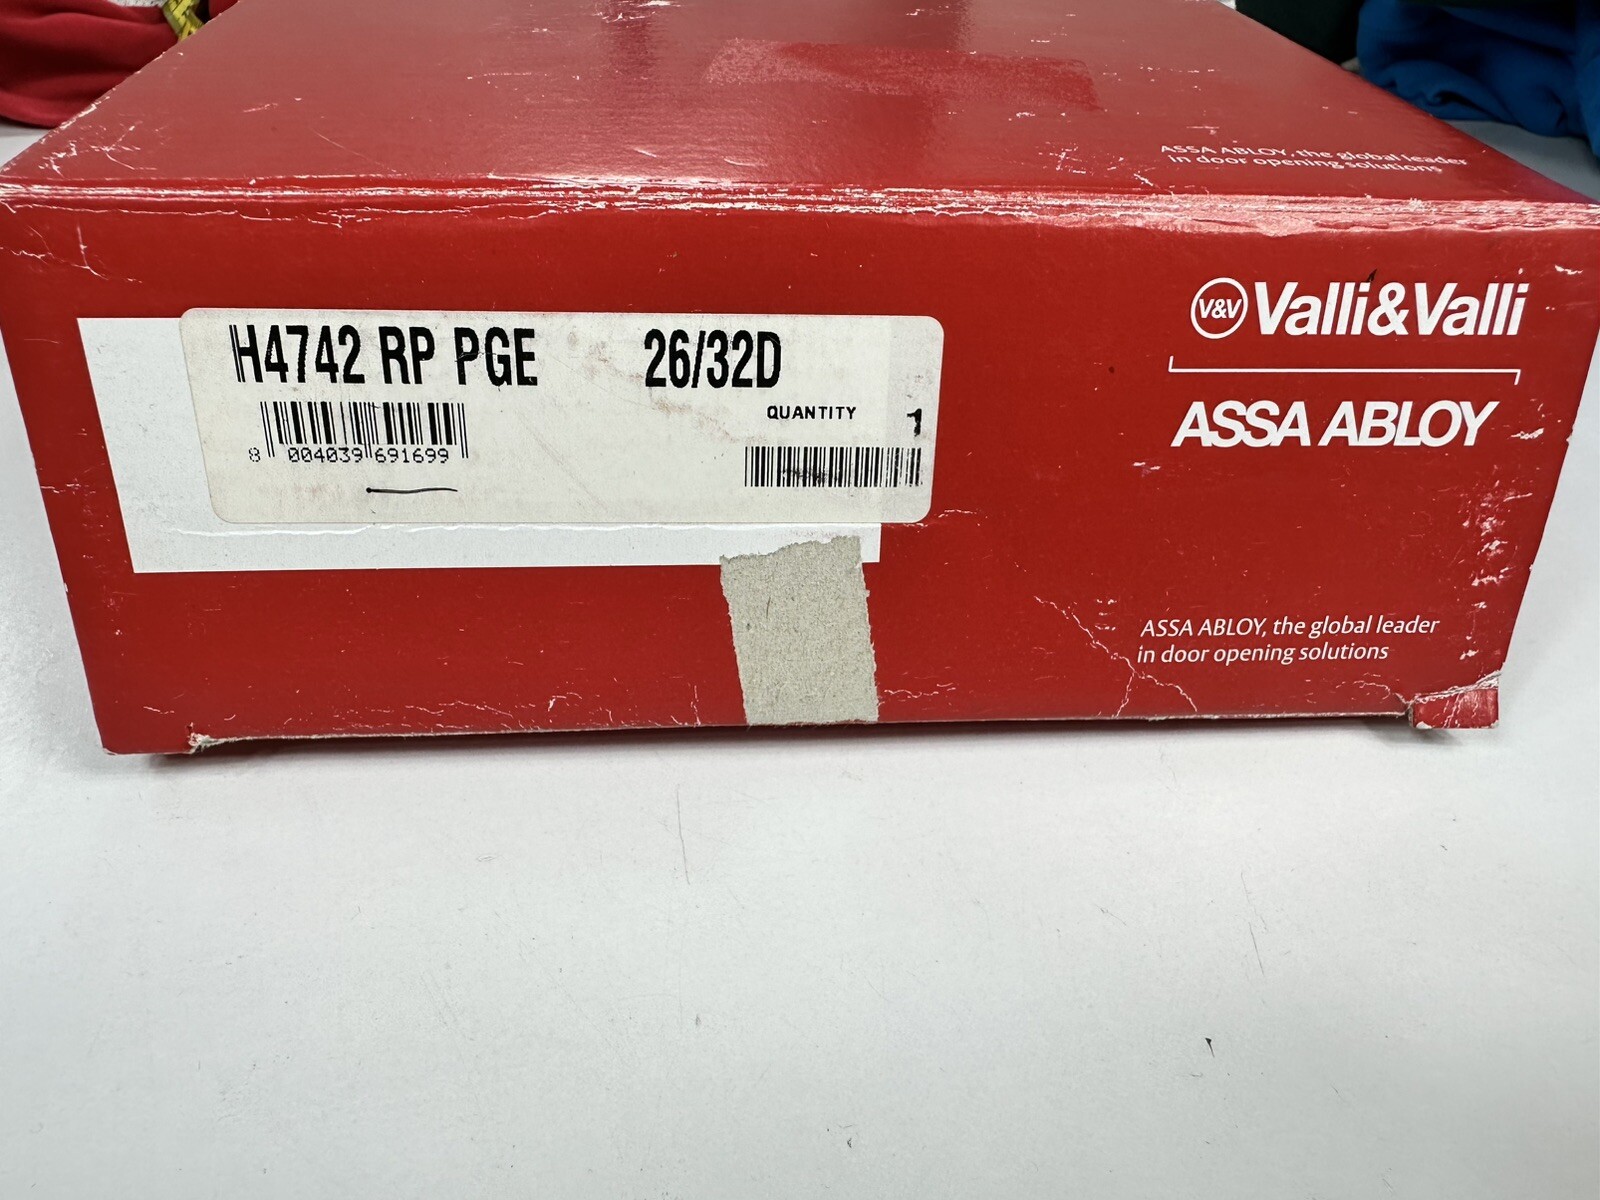 ASSA ABLOY, the global leader
in door opening solutions
V&V Valli&Valli
ASSA ABLOY
H4742 RP PGE 26/32D
QUANTITY 1
8 004039 691699
ASSA ABLOY, the global leader
in door opening solutions